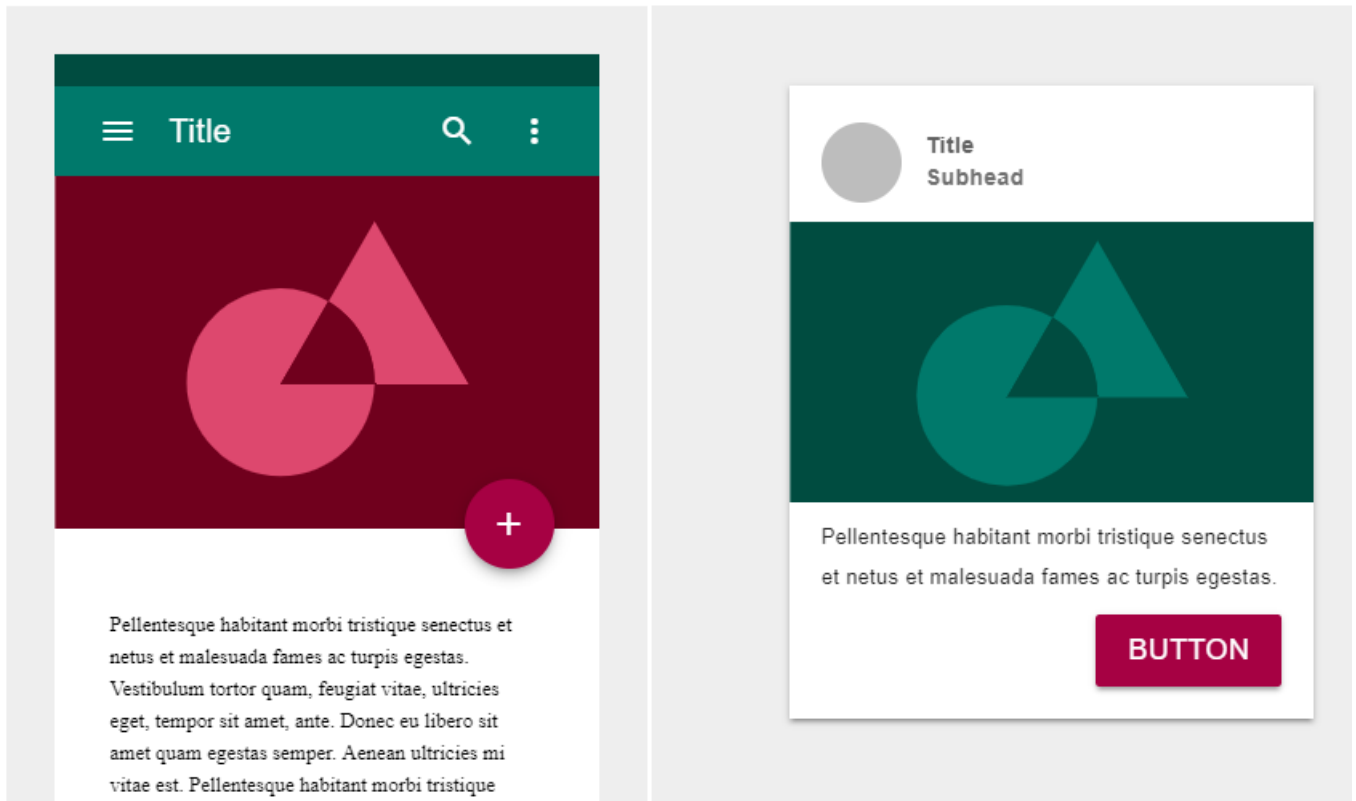 Title
Pellentesque habitant morbi tristique senectus et
netus et malesuada fames ac turpis egestas.
Vestibulum tortor quam, feugiat vitae, ultricies
eget, tempor sit amet, ante. Donec eu libero sit
amet quam egestas semper. Aenean ultricies mi
vitae est. Pellentesque habitant morbi tristique
Title
Subhead
Pellentesque habitant morbi tristique senectus
et netus et malesuada fames ac turpis egestas.
BUTTON